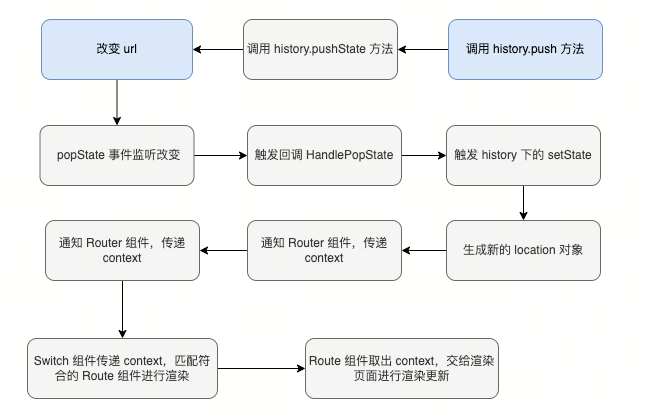 改变 url
调用 history.pushState 方法
调用 history.push 方法
popState 事件监听改变
触发回调 HandlePopState
触发 history 下的 setState
通知 Router 组件，传递
context
通知 Router 组件，传递
context
生成新的 location 对象
Switch 组件传递 context，匹配符
合的 Route 组件进行渲染
Route 组件取出 context，交给渲染
页面进行渲染更新